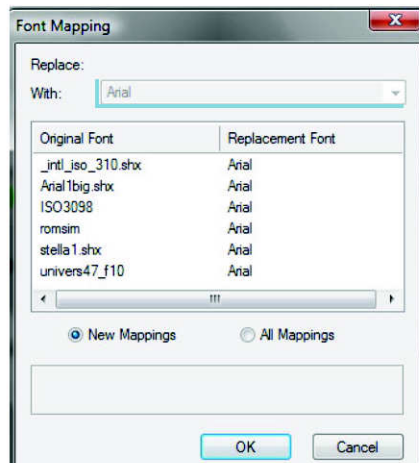 Font Mapping
Replace:
With: Arial
Original Font Replacement Font
_intl_iso_310.shx Arial
Arial1big.shx Arial
ISO3098 Arial
romsim Arial
stella1.shx Arial
univers47_f10 Arial
New Mappings All Mappings
OK Cancel